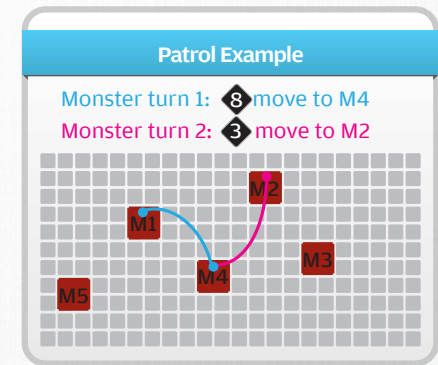 Patrol Example
Monster turn 1: 8 move to M4
Monster turn 2: 3 move to M2
M2
M1
M3
M4
M5